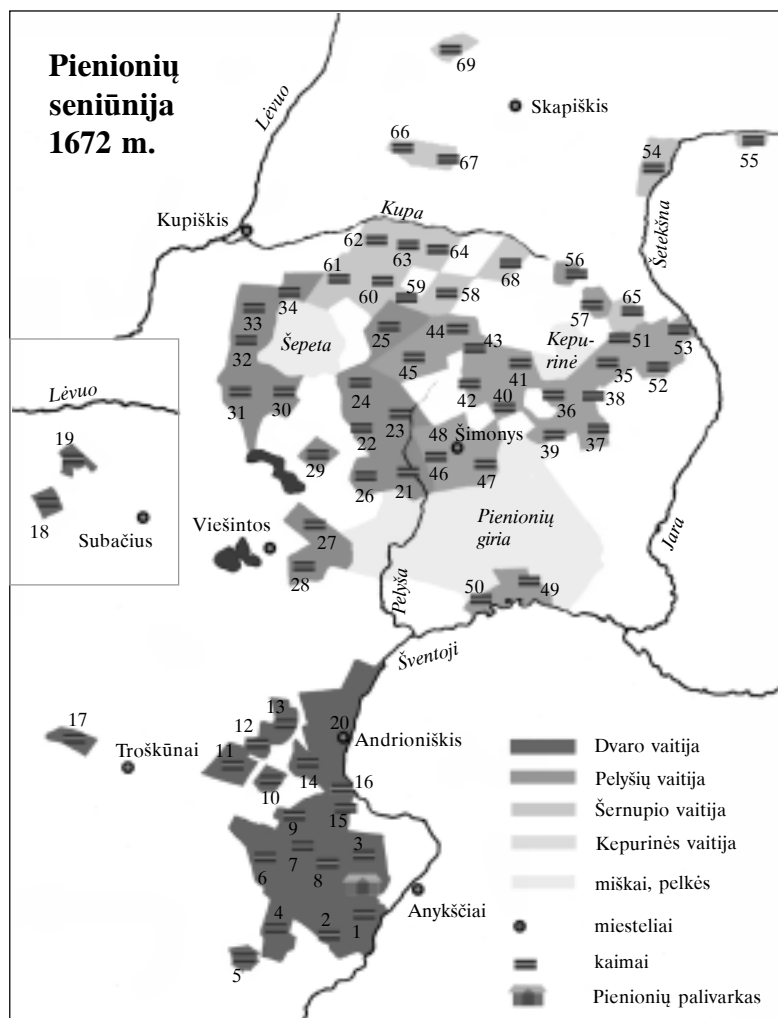 Pienionių
seniūnija
1672 m.
Lėvuo
69
Skapiškis
66
67
54
55
Kupiškis
Kupa
Šetekšna
62
63
64
68
56
61
60
59
58
57
65
34
33
Šepeta
25
44
43
Kepu-
rinė
51
53
32
45
41
35
52
31
30
24
42
40
36
38
22
23
48
Šimonys
39
37
29
26
21
46
47
Lėvuo
19
18
Subačius
Viešintos
27
28
Pienionių
giria
Pelyša
50
49
Jara
Šventoji
17
Troškūnai
13
12
11
10
14
20
Andrioniškis
16
15
9
7
8
3
6
4
2
1
5
Anykščiai
Dvaro vaitija
Pelyšių vaitija
Šernupio vaitija
Kepurinės vaitija
miškai, pelkės
miesteliai
kaimai
Pienionių palivarkas